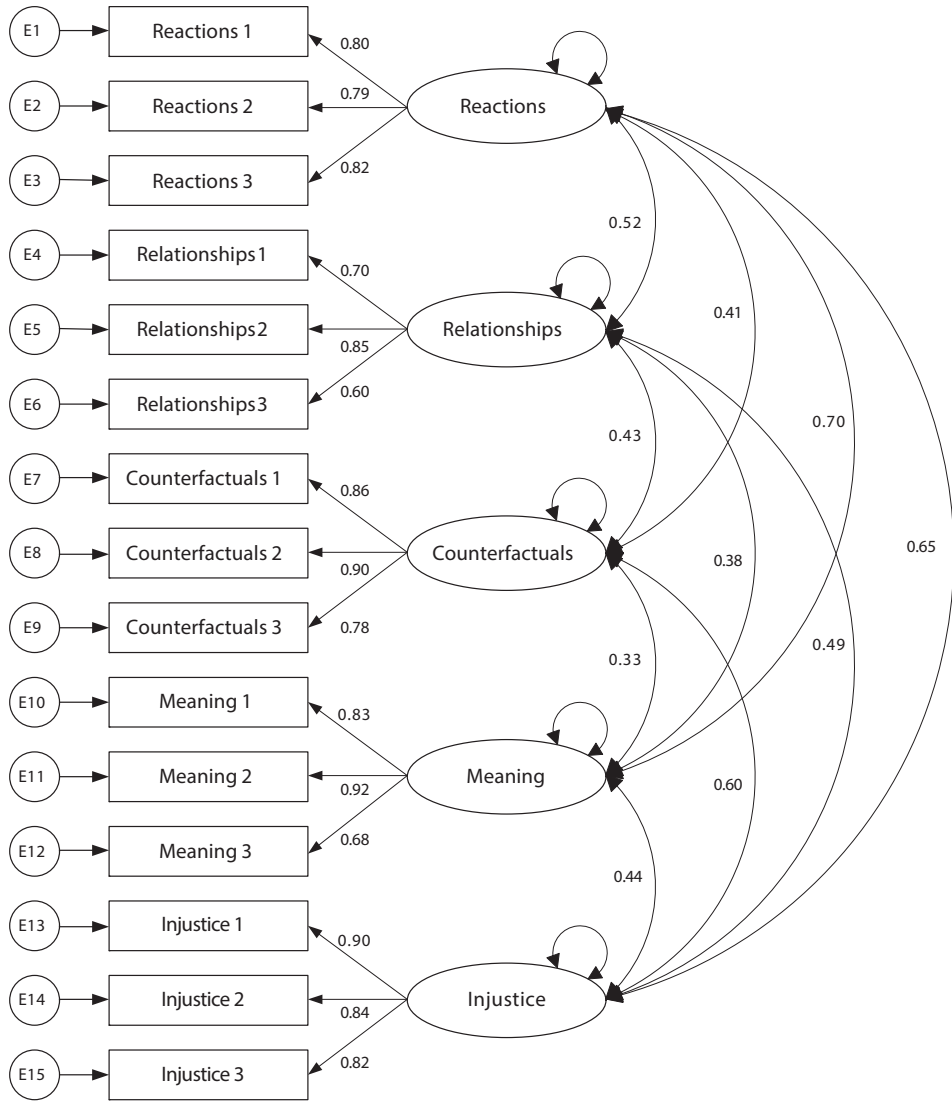 E1
Reactions 1
0.80
E2
Reactions 2
0.79
Reactions
E3
Reactions 3
0.82
0.52
E4
Relationships 1
0.70
E5
Relationships 2
0.85
Relationships
0.41
E6
Relationships 3
0.60
0.43
0.70
E7
Counterfactuals 1
0.86
E8
Counterfactuals 2
0.90
Counterfactuals
0.38
0.65
E9
Counterfactuals 3
0.78
0.33
0.49
E10
Meaning 1
0.83
E11
Meaning 2
0.92
Meaning
0.60
E12
Meaning 3
0.68
0.44
E13
Injustice 1
0.90
E14
Injustice 2
0.84
Injustice
E15
Injustice 3
0.82